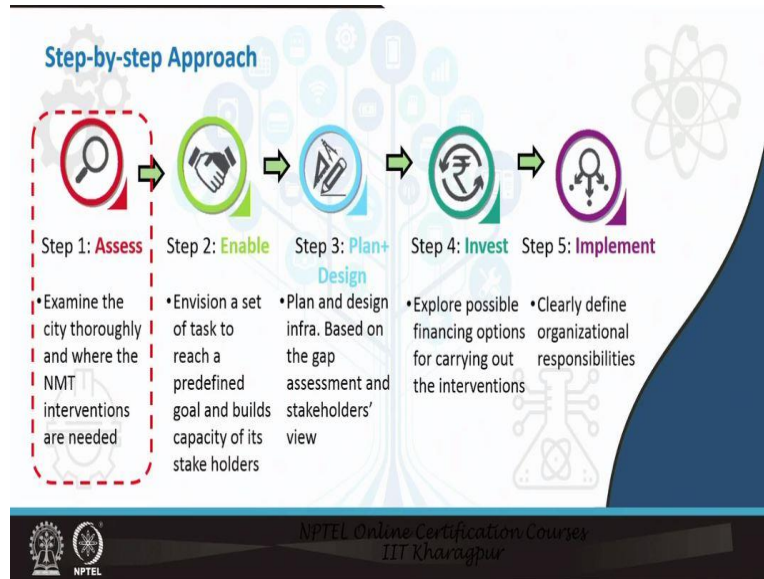 Step-by-step Approach
Step 1: Assess
•Examine the
city thoroughly
and where the
NMT
interventions
are needed
Step 2: Enable
•Envision a set
of task to
reach a
predefined
goal and builds
capacity of its
stake holders
Step 3: Plan+
Design
•Plan and design
infra. Based on
the gap
assessment and
stakeholders'
view
Step 4: Invest
•Explore possible
financing options
for carrying out
the interventions
Step 5: Implement
•Clearly define
organizational
responsibilities
NPTEL Online Certification Courses
IIT Kharagpur
NPTEL